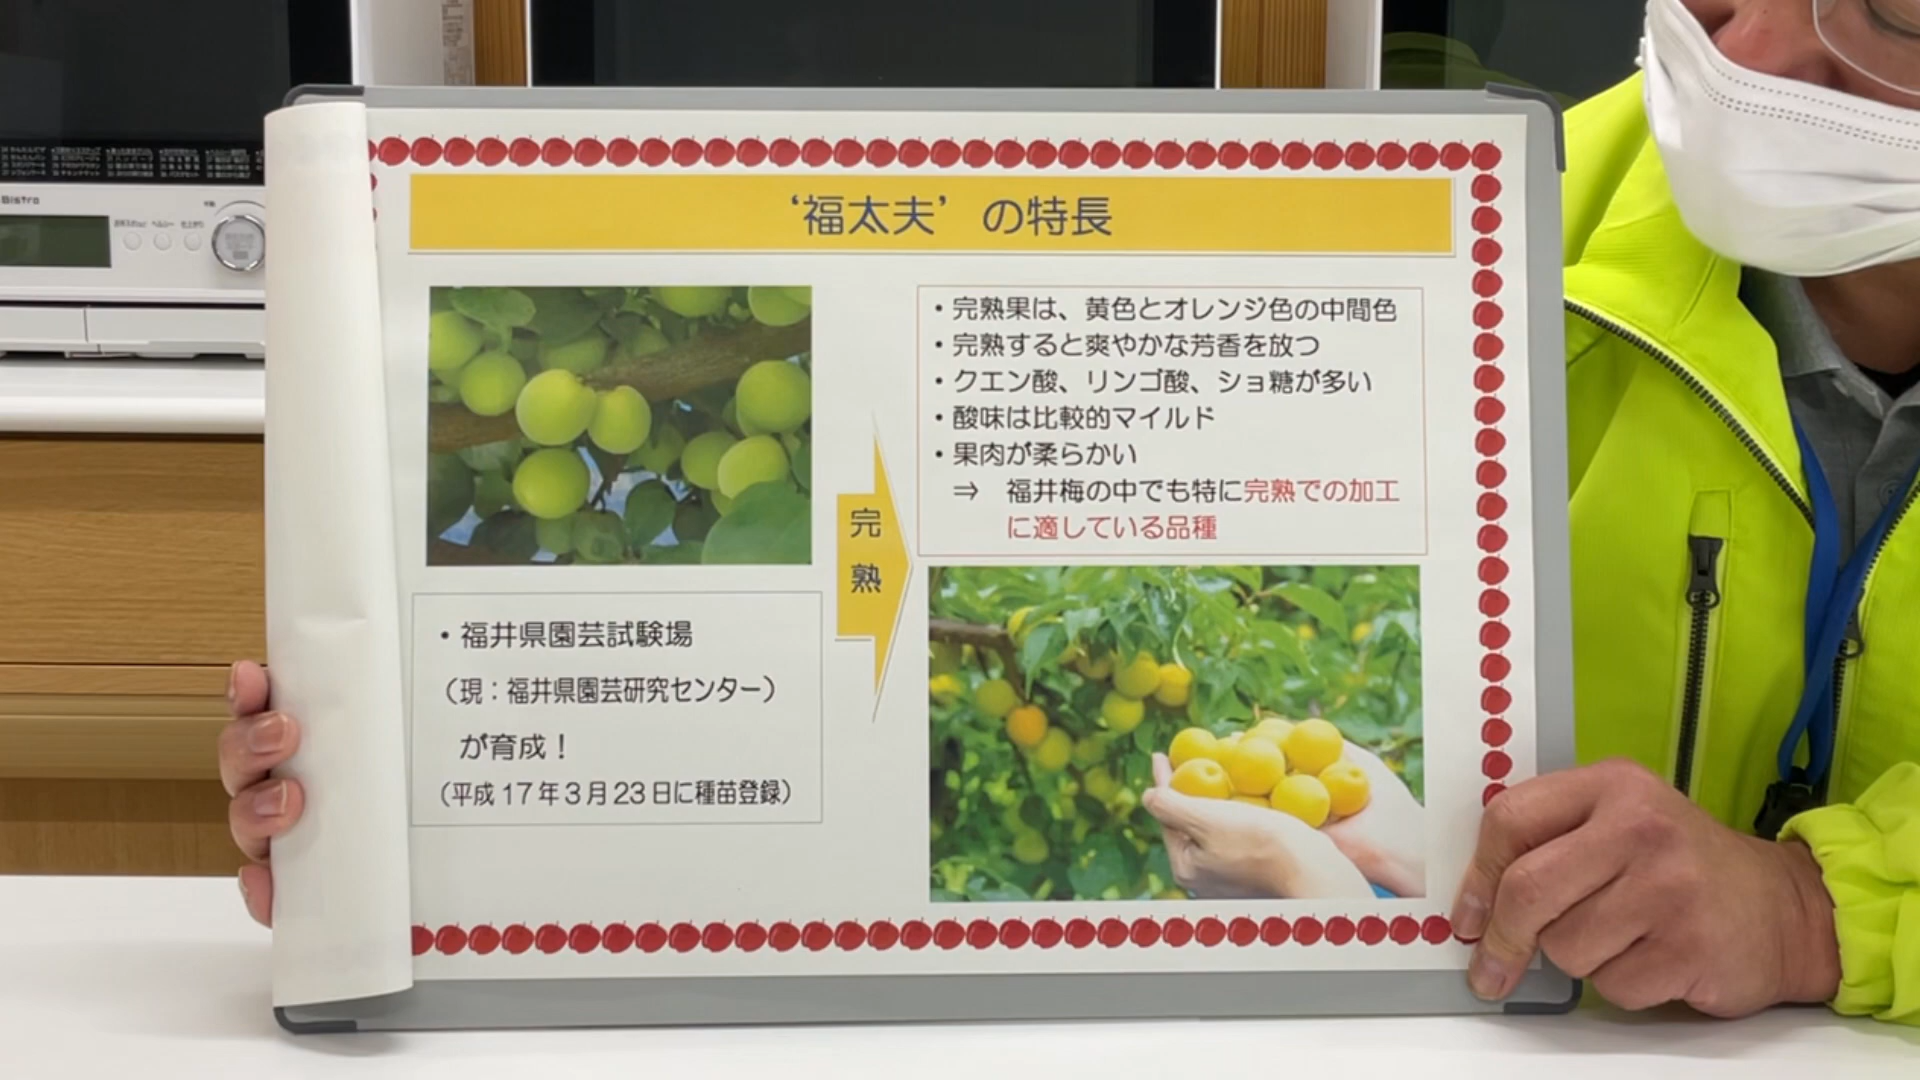 Bistro
‘福太夫’ の特長
・完熟果は、黄色とオレンジ色の中間色
・完熟すると爽やかな芳香を放つ
・クエン酸、リンゴ酸、ショ糖が多い
・酸味は比較的マイルド
・果肉が柔らかい
⇒ 福井梅の中でも特に完熟での加工
に適している品種
完熟
・福井県園芸試験場
（現：福井県園芸研究センター）
が育成！
（平成17年3月23日に種苗登録）